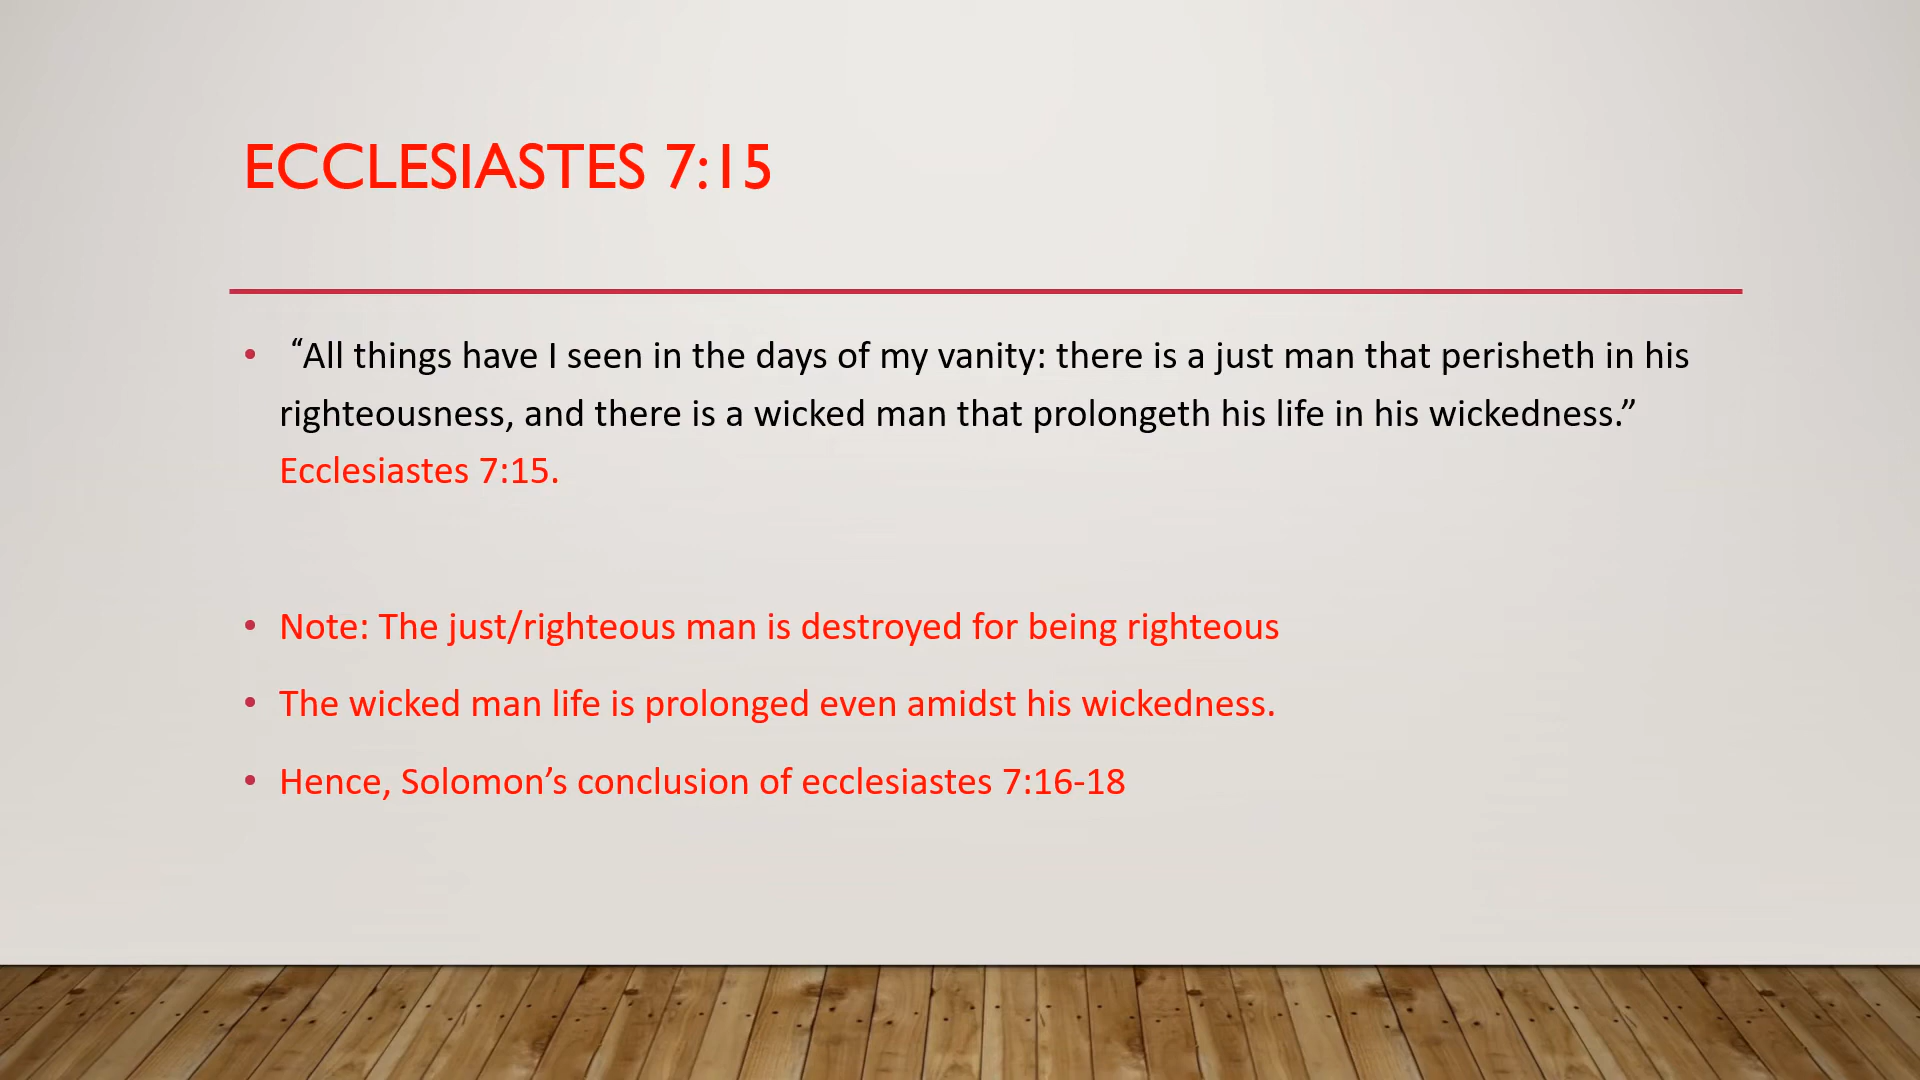 ECCLESIASTES 7:15
• “All things have I seen in the days of my vanity: there is a just man that perisheth in his
righteousness, and there is a wicked man that prolongeth his life in his wickedness.”
Ecclesiastes 7:15.
• Note: The just/righteous man is destroyed for being righteous
• The wicked man life is prolonged even amidst his wickedness.
• Hence, Solomon’s conclusion of ecclesiastes 7:16-18